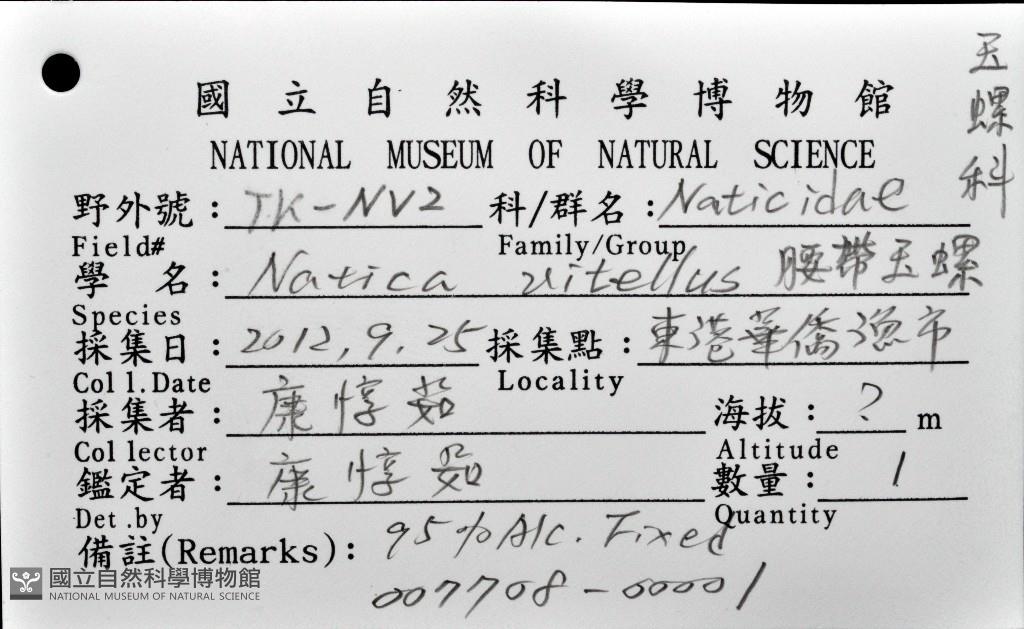 玉螺科
國立自然科學博物館
NATIONAL MUSEUM OF NATURAL SCIENCE
野外號: TK-NV2 科/群名: Naticidae
Field# Family/Group
學名: Natica vitellus 腰帶玉螺
Species
採集日: 2012, 9. 25 採集點: 東港華僑漁市
Coll. Date Locality
採集者: 康惇茹 海拔: ? m
Collector Altitude
鑑定者: 康惇茹 數量: 1
Det.by Quantity
備註(Remarks): 95%Alc. Fixed
007708-00001
國立自然科學博物館
NATIONAL MUSEUM OF NATURAL SCIENCE